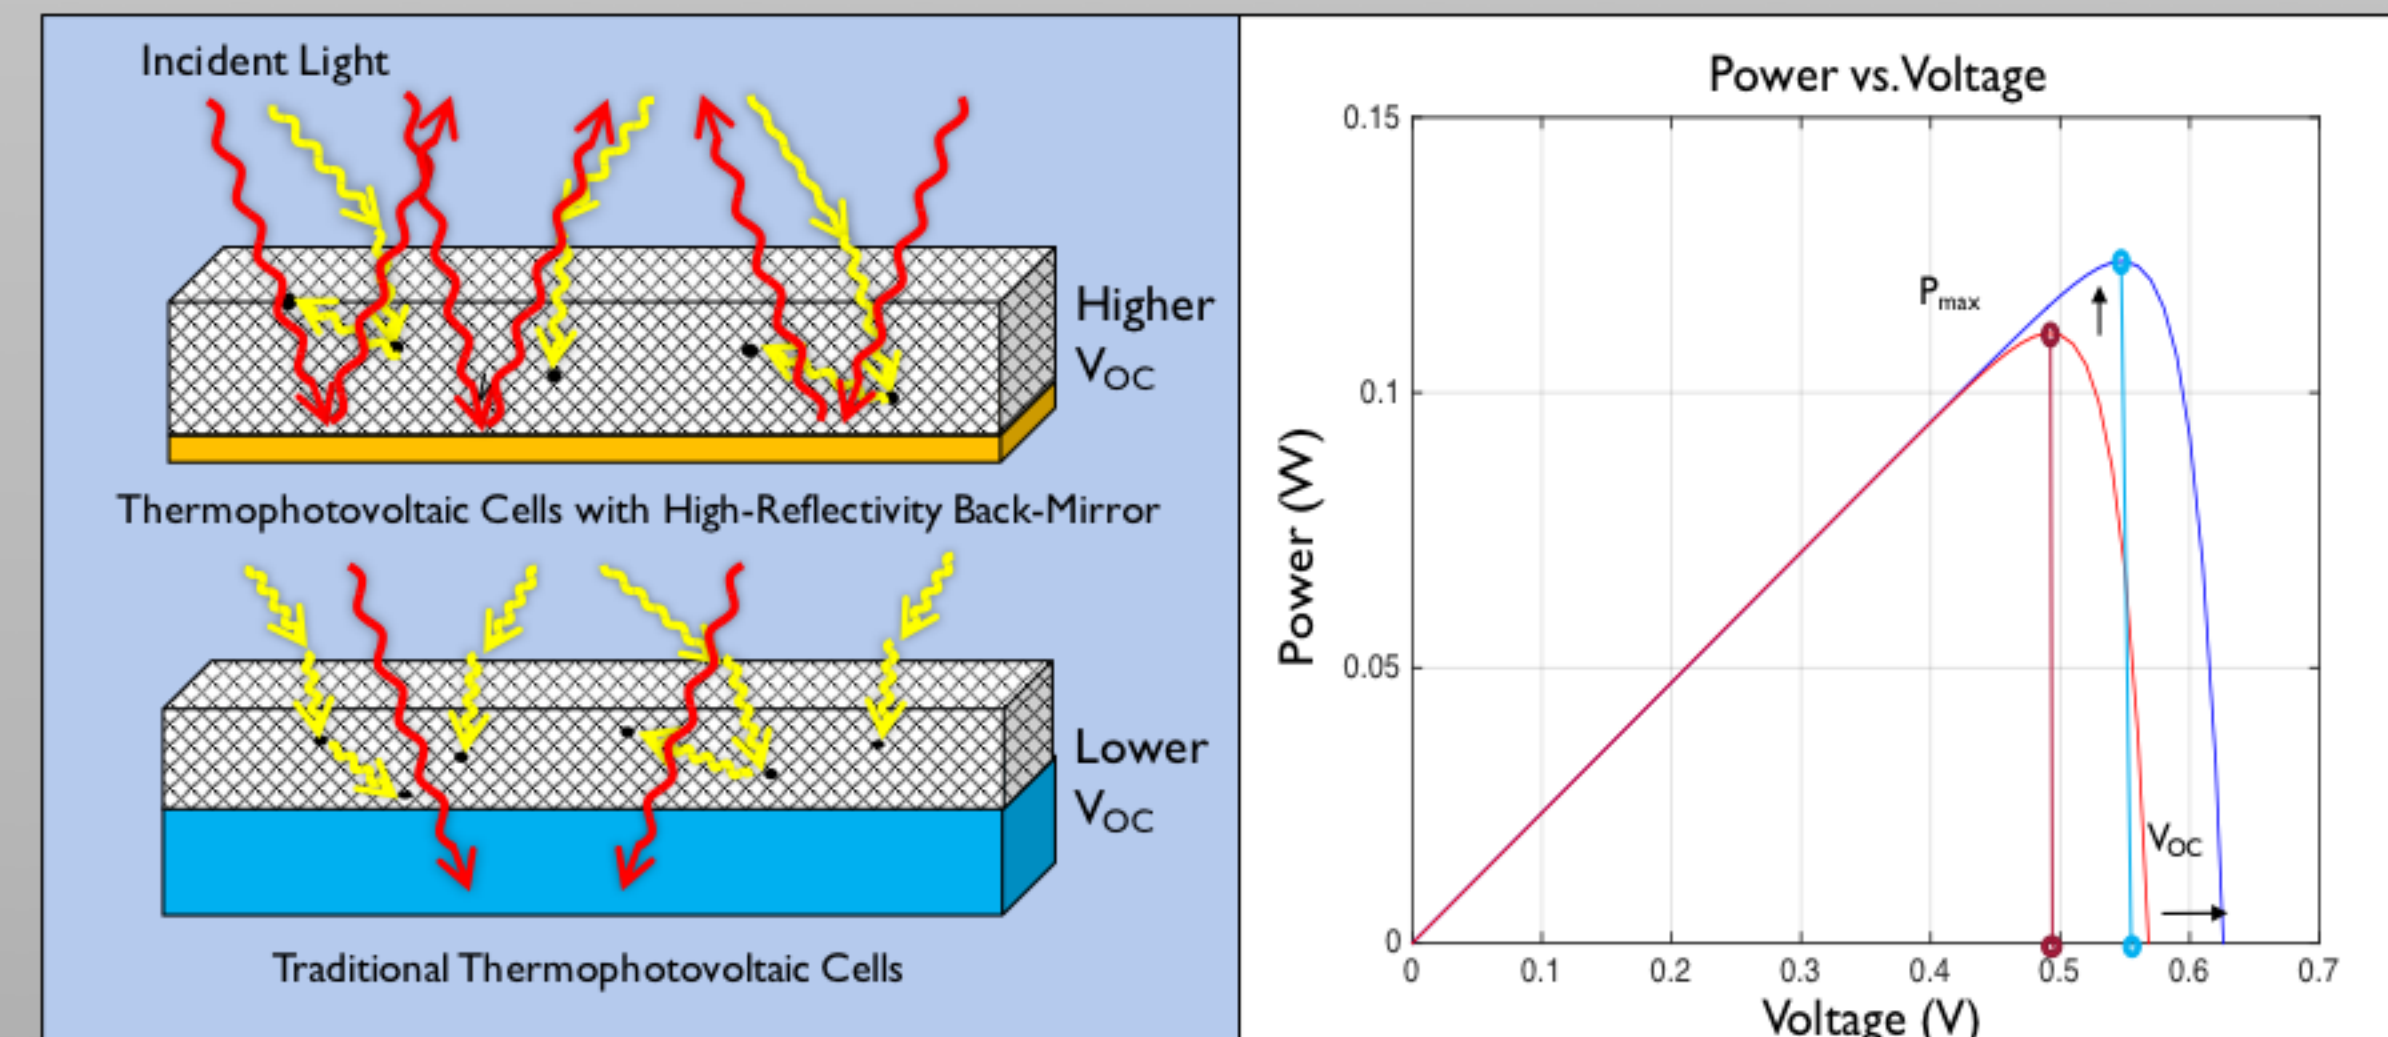 Incident Light
Higher
VOC
Thermophotovoltaic Cells with High-Reflectivity Back-Mirror
Lower
VOC
Traditional Thermophotovoltaic Cells
Power vs. Voltage
0.15
Pmax
0.1
Power (W)
0.05
VOC
0
0 0.1 0.2 0.3 0.4 0.5 0.6 0.7
Voltage (V)